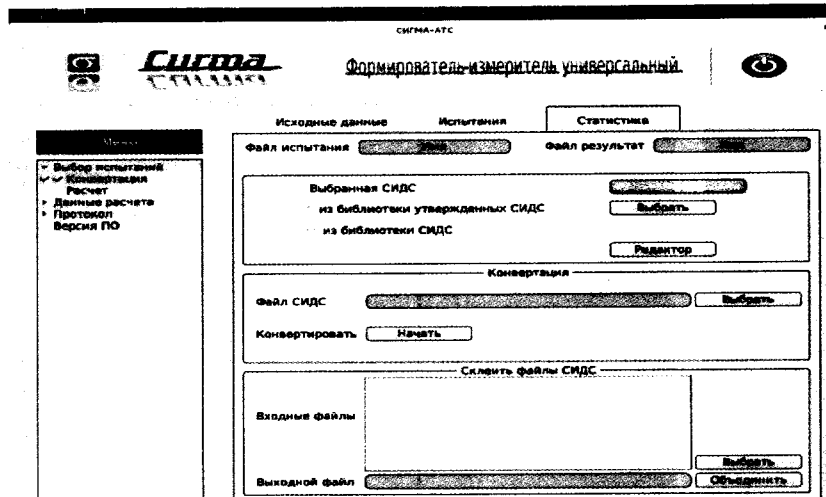 СИГМА-АТС
Сигма
Формирователь-измеритель универсальный
Исходные данные Испытания Статистика
Меню
Файл испытания Файл результат
Выбор испытаний
Конвертация
Расчет
Данные расчета
Протокол
Версия ПО
Выбранная СИДС
из библиотеки утвержденных СИДС Выбрать
из библиотеки СИДС
Редактор
Конвертация
Файл СИДС Выбрать
Конвертировать Начать
Склеить файлы СИДС
Входные файлы
Выбрать
Выходной файл Объединить